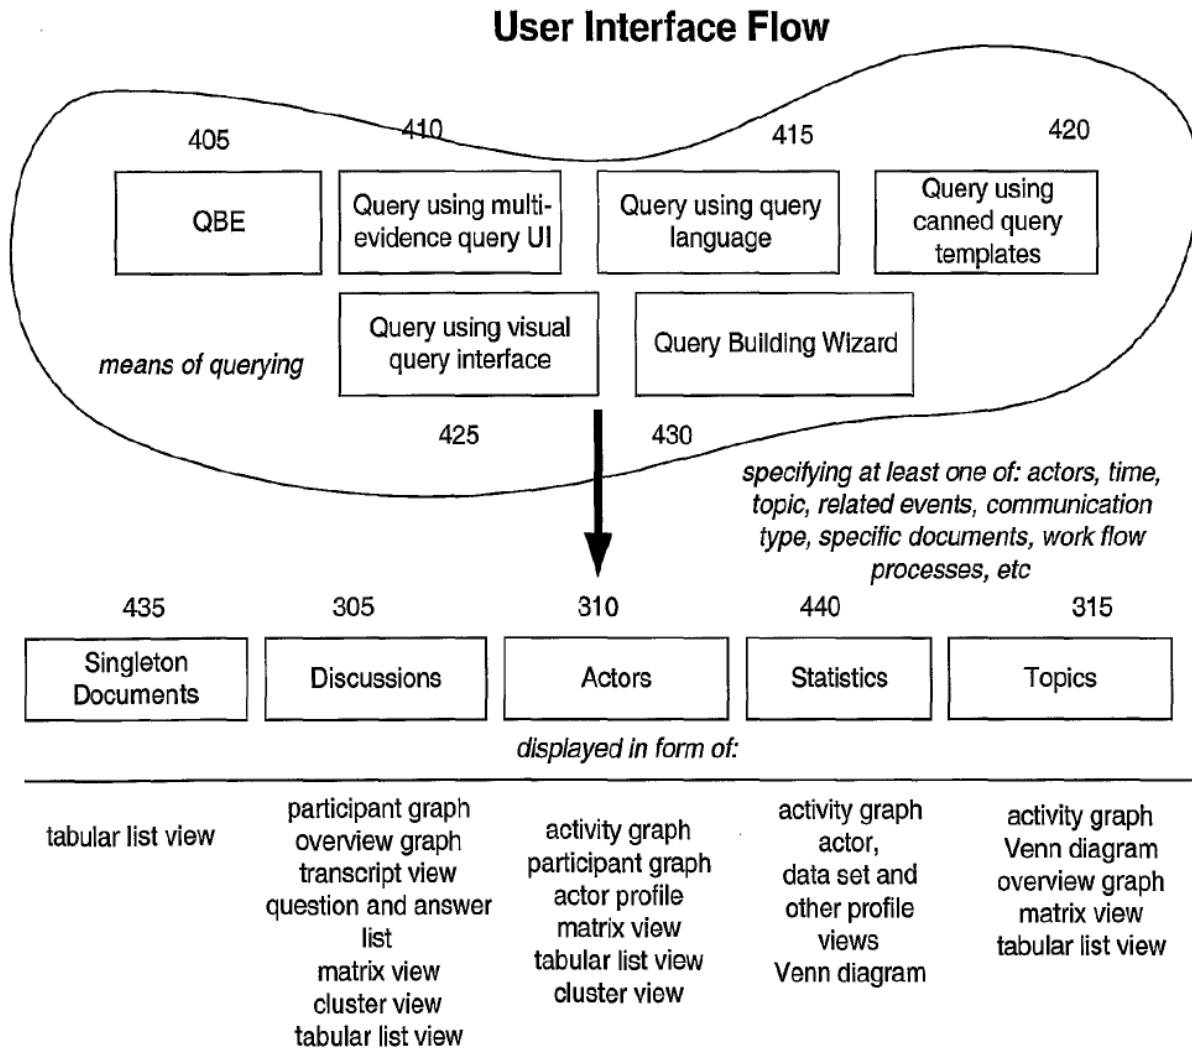 User Interface Flow
405
410
415
420
QBE
Query using multi-
evidence query UI
Query using query
language
Query using
canned query
templates
means of querying
Query using visual
query interface
Query Building Wizard
425
430
specifying at least one of: actors, time,
topic, related events, communication
type, specific documents, work flow
processes, etc
435
305
310
440
315
Singleton
Documents
Discussions
Actors
Statistics
Topics
displayed in form of:
tabular list view
participant graph
overview graph
transcript view
question and answer
list
matrix view
cluster view
tabular list view
activity graph
participant graph
actor profile
matrix view
tabular list view
cluster view
activity graph
actor,
data set and
other profile
views
Venn diagram
activity graph
Venn diagram
overview graph
matrix view
tabular list view